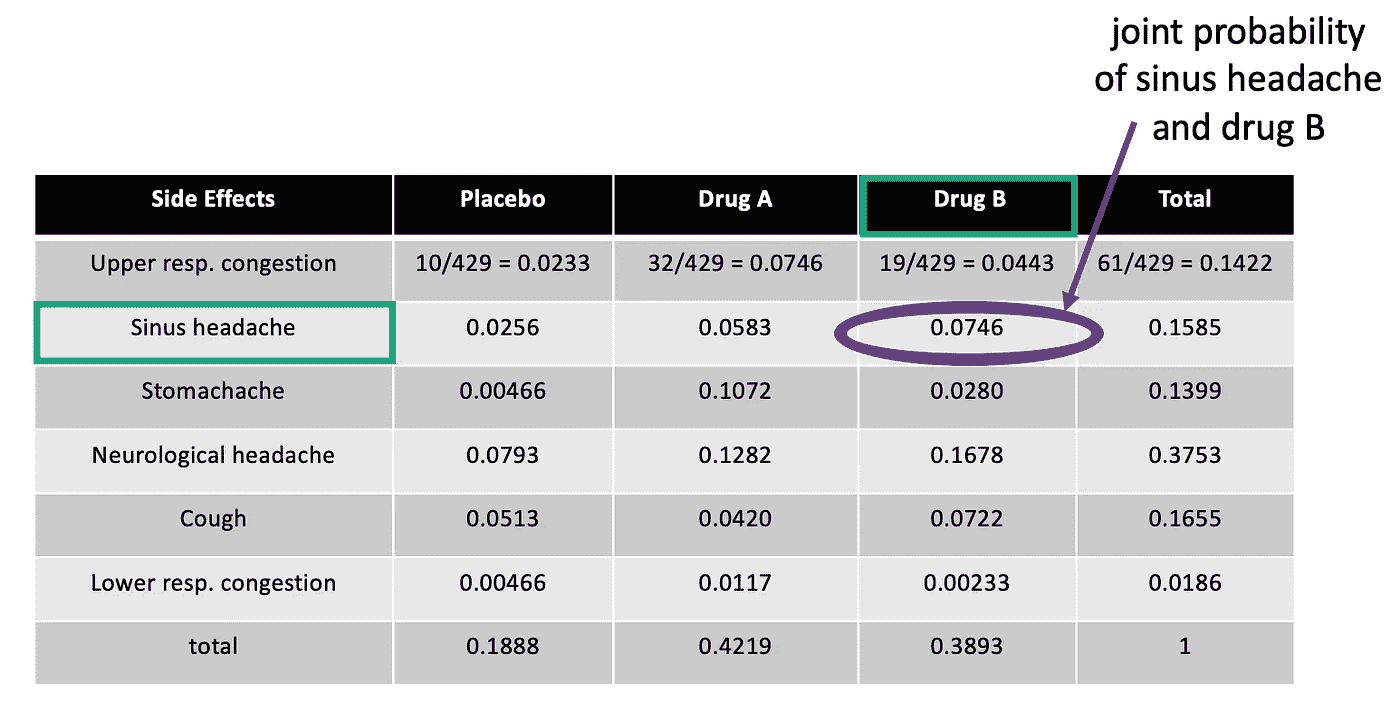 joint probability
of sinus headache
and drug B
Side Effects Placebo Drug A Drug B Total
Upper resp. congestion 10/429 = 0.0233 32/429 = 0.0746 19/429 = 0.0443 61/429 = 0.1422
Sinus headache 0.0256 0.0583 0.0746 0.1585
Stomachache 0.00466 0.1072 0.0280 0.1399
Neurological headache 0.0793 0.1282 0.1678 0.3753
Cough 0.0513 0.0420 0.0722 0.1655
Lower resp. congestion 0.00466 0.0117 0.00233 0.0186
total 0.1888 0.4219 0.3893 1